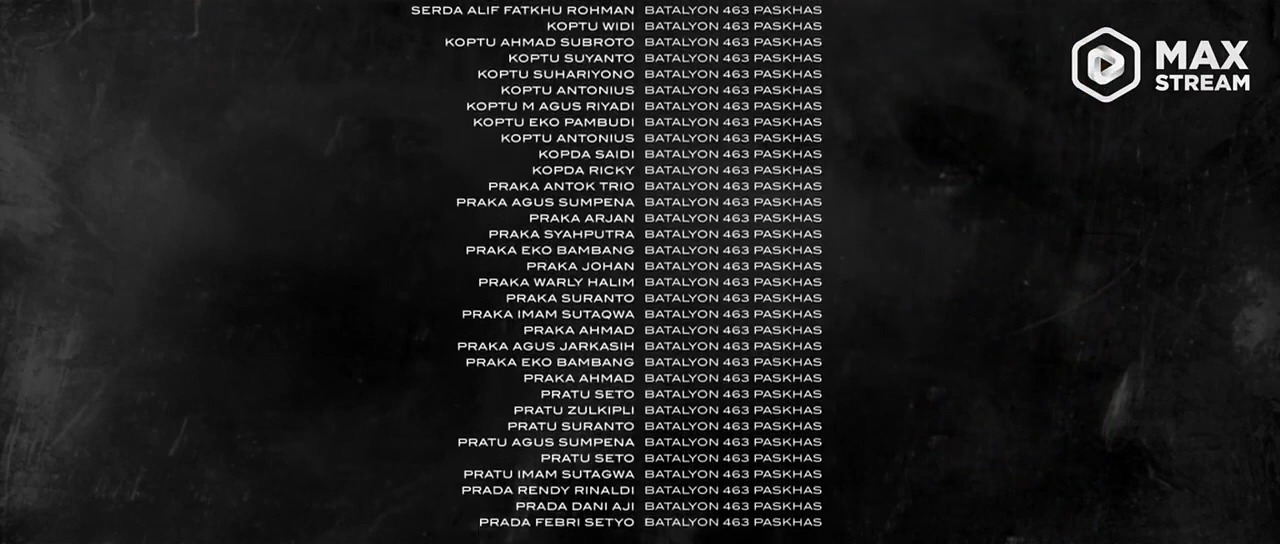 SERDA ALIF FATKHU ROHMAN BATALYON 463 PASKHAS
KOPTU WIDI BATALYON 463 PASKHAS
KOPTU AHMAD SUBROTO BATALYON 463 PASKHAS
KOPTU SUYANTO BATALYON 463 PASKHAS
KOPTU SUHARIYONO BATALYON 463 PASKHAS
KOPTU ANTONIUS BATALYON 463 PASKHAS
KOPTU M AGUS RIYADI BATALYON 463 PASKHAS
KOPTU EKO PAMBUDI BATALYON 463 PASKHAS
KOPTU ANTONIUS BATALYON 463 PASKHAS
KOPDA SAIDI BATALYON 463 PASKHAS
KOPDA RICKY BATALYON 463 PASKHAS
PRAKA ANTOK TRIO BATALYON 463 PASKHAS
PRAKA AGUS SUMPENA BATALYON 463 PASKHAS
PRAKA ARJAN BATALYON 463 PASKHAS
PRAKA SYAHPUTRA BATALYON 463 PASKHAS
PRAKA EKO BAMBANG BATALYON 463 PASKHAS
PRAKA JOHAN BATALYON 463 PASKHAS
PRAKA WARLY HALIM BATALYON 463 PASKHAS
PRAKA SURANTO BATALYON 463 PASKHAS
PRAKA IMAM SUTAQWA BATALYON 463 PASKHAS
PRAKA AHMAD BATALYON 463 PASKHAS
PRAKA AGUS JARKASIH BATALYON 463 PASKHAS
PRAKA EKO BAMBANG BATALYON 463 PASKHAS
PRAKA AHMAD BATALYON 463 PASKHAS
PRATU SETO BATALYON 463 PASKHAS
PRATU ZULKIPLI BATALYON 463 PASKHAS
PRATU SURANTO BATALYON 463 PASKHAS
PRATU AGUS SUMPENA BATALYON 463 PASKHAS
PRATU SETO BATALYON 463 PASKHAS
PRATU IMAM SUTAGWA BATALYON 463 PASKHAS
PRADA RENDY RINALDI BATALYON 463 PASKHAS
PRADA DANI AJI BATALYON 463 PASKHAS
PRADA FEBRI SETYO BATALYON 463 PASKHAS
MAX
STREAM